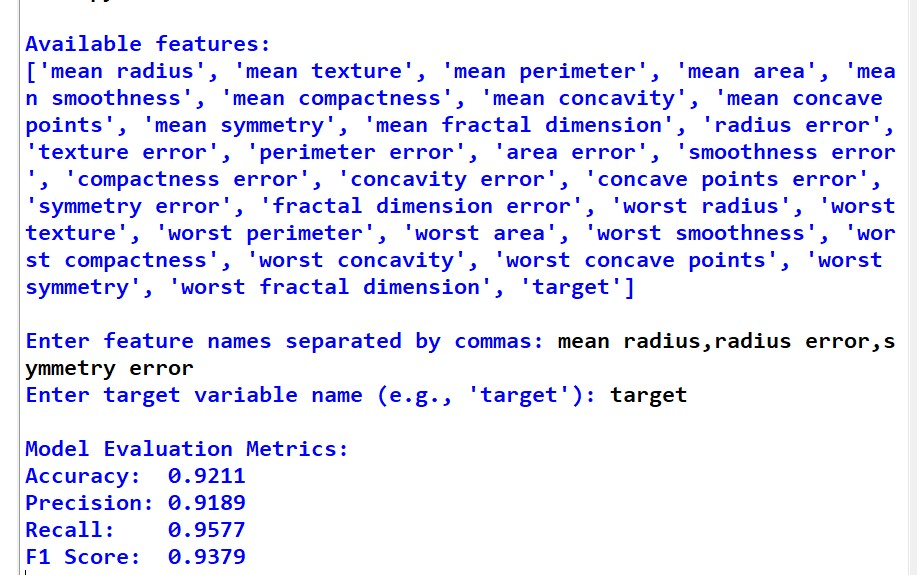 Available features:
['mean radius', 'mean texture', 'mean perimeter', 'mean area', 'mea
n smoothness', 'mean compactness', 'mean concavity', 'mean concave
points', 'mean symmetry', 'mean fractal dimension', 'radius error',
'texture error', 'perimeter error', 'area error', 'smoothness error
', 'compactness error', 'concavity error', 'concave points error',
'symmetry error', 'fractal dimension error', 'worst radius', 'worst
texture', 'worst perimeter', 'worst area', 'worst smoothness', 'wor
st compactness', 'worst concavity', 'worst concave points', 'worst
symmetry', 'worst fractal dimension', 'target']
Enter feature names separated by commas: mean radius,radius error,s
ymmetry error
Enter target variable name (e.g., 'target'): target
Model Evaluation Metrics:
Accuracy:  0.9211
Precision: 0.9189
Recall:    0.9577
F1 Score:  0.9379